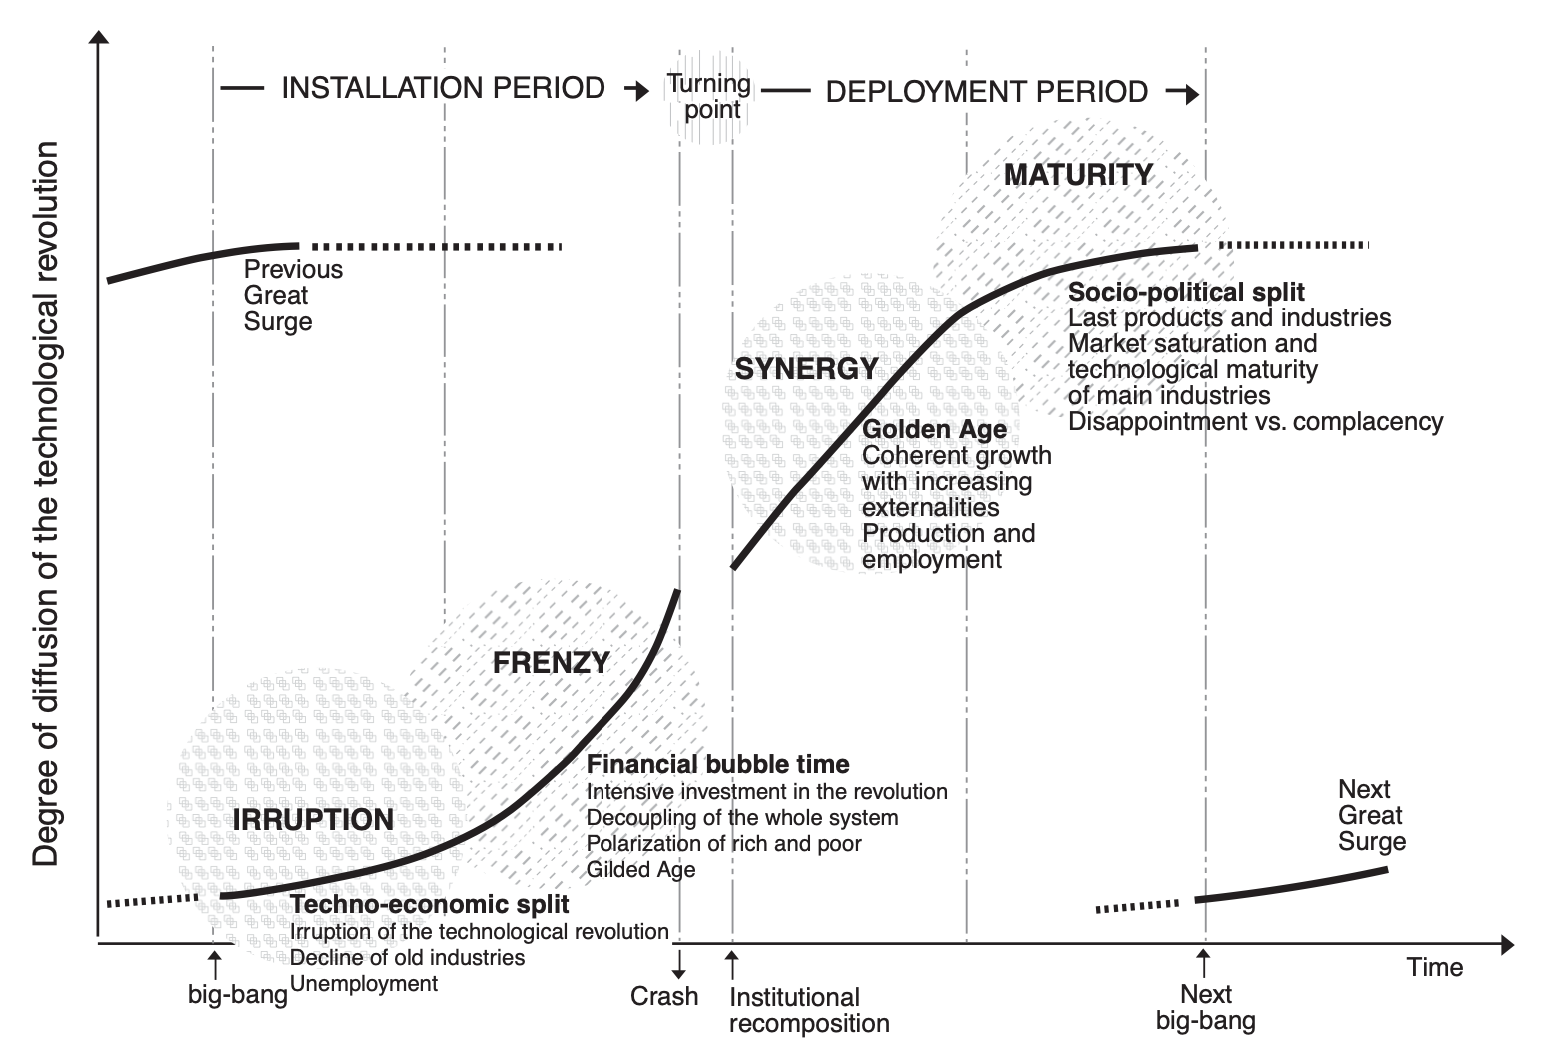 INSTALLATION PERIOD
Turning
point
DEPLOYMENT PERIOD
Degree of diffusion of the technological revolution
Previous
Great
Surge
MATURITY
Socio-political split
Last products and industries
Market saturation and
technological maturity
of main industries
Disappointment vs. complacency
SYNERGY
Golden Age
Coherent growth
with increasing
externalities
Production and
employment
FRENZY
Financial bubble time
Intensive investment in the revolution
Decoupling of the whole system
Polarization of rich and poor
Gilded Age
IRRUPTION
Techno-economic split
Irruption of the technological revolution
Decline of old industries
Unemployment
Next
Great
Surge
Time
big-bang
Crash
Institutional
recomposition
Next
big-bang